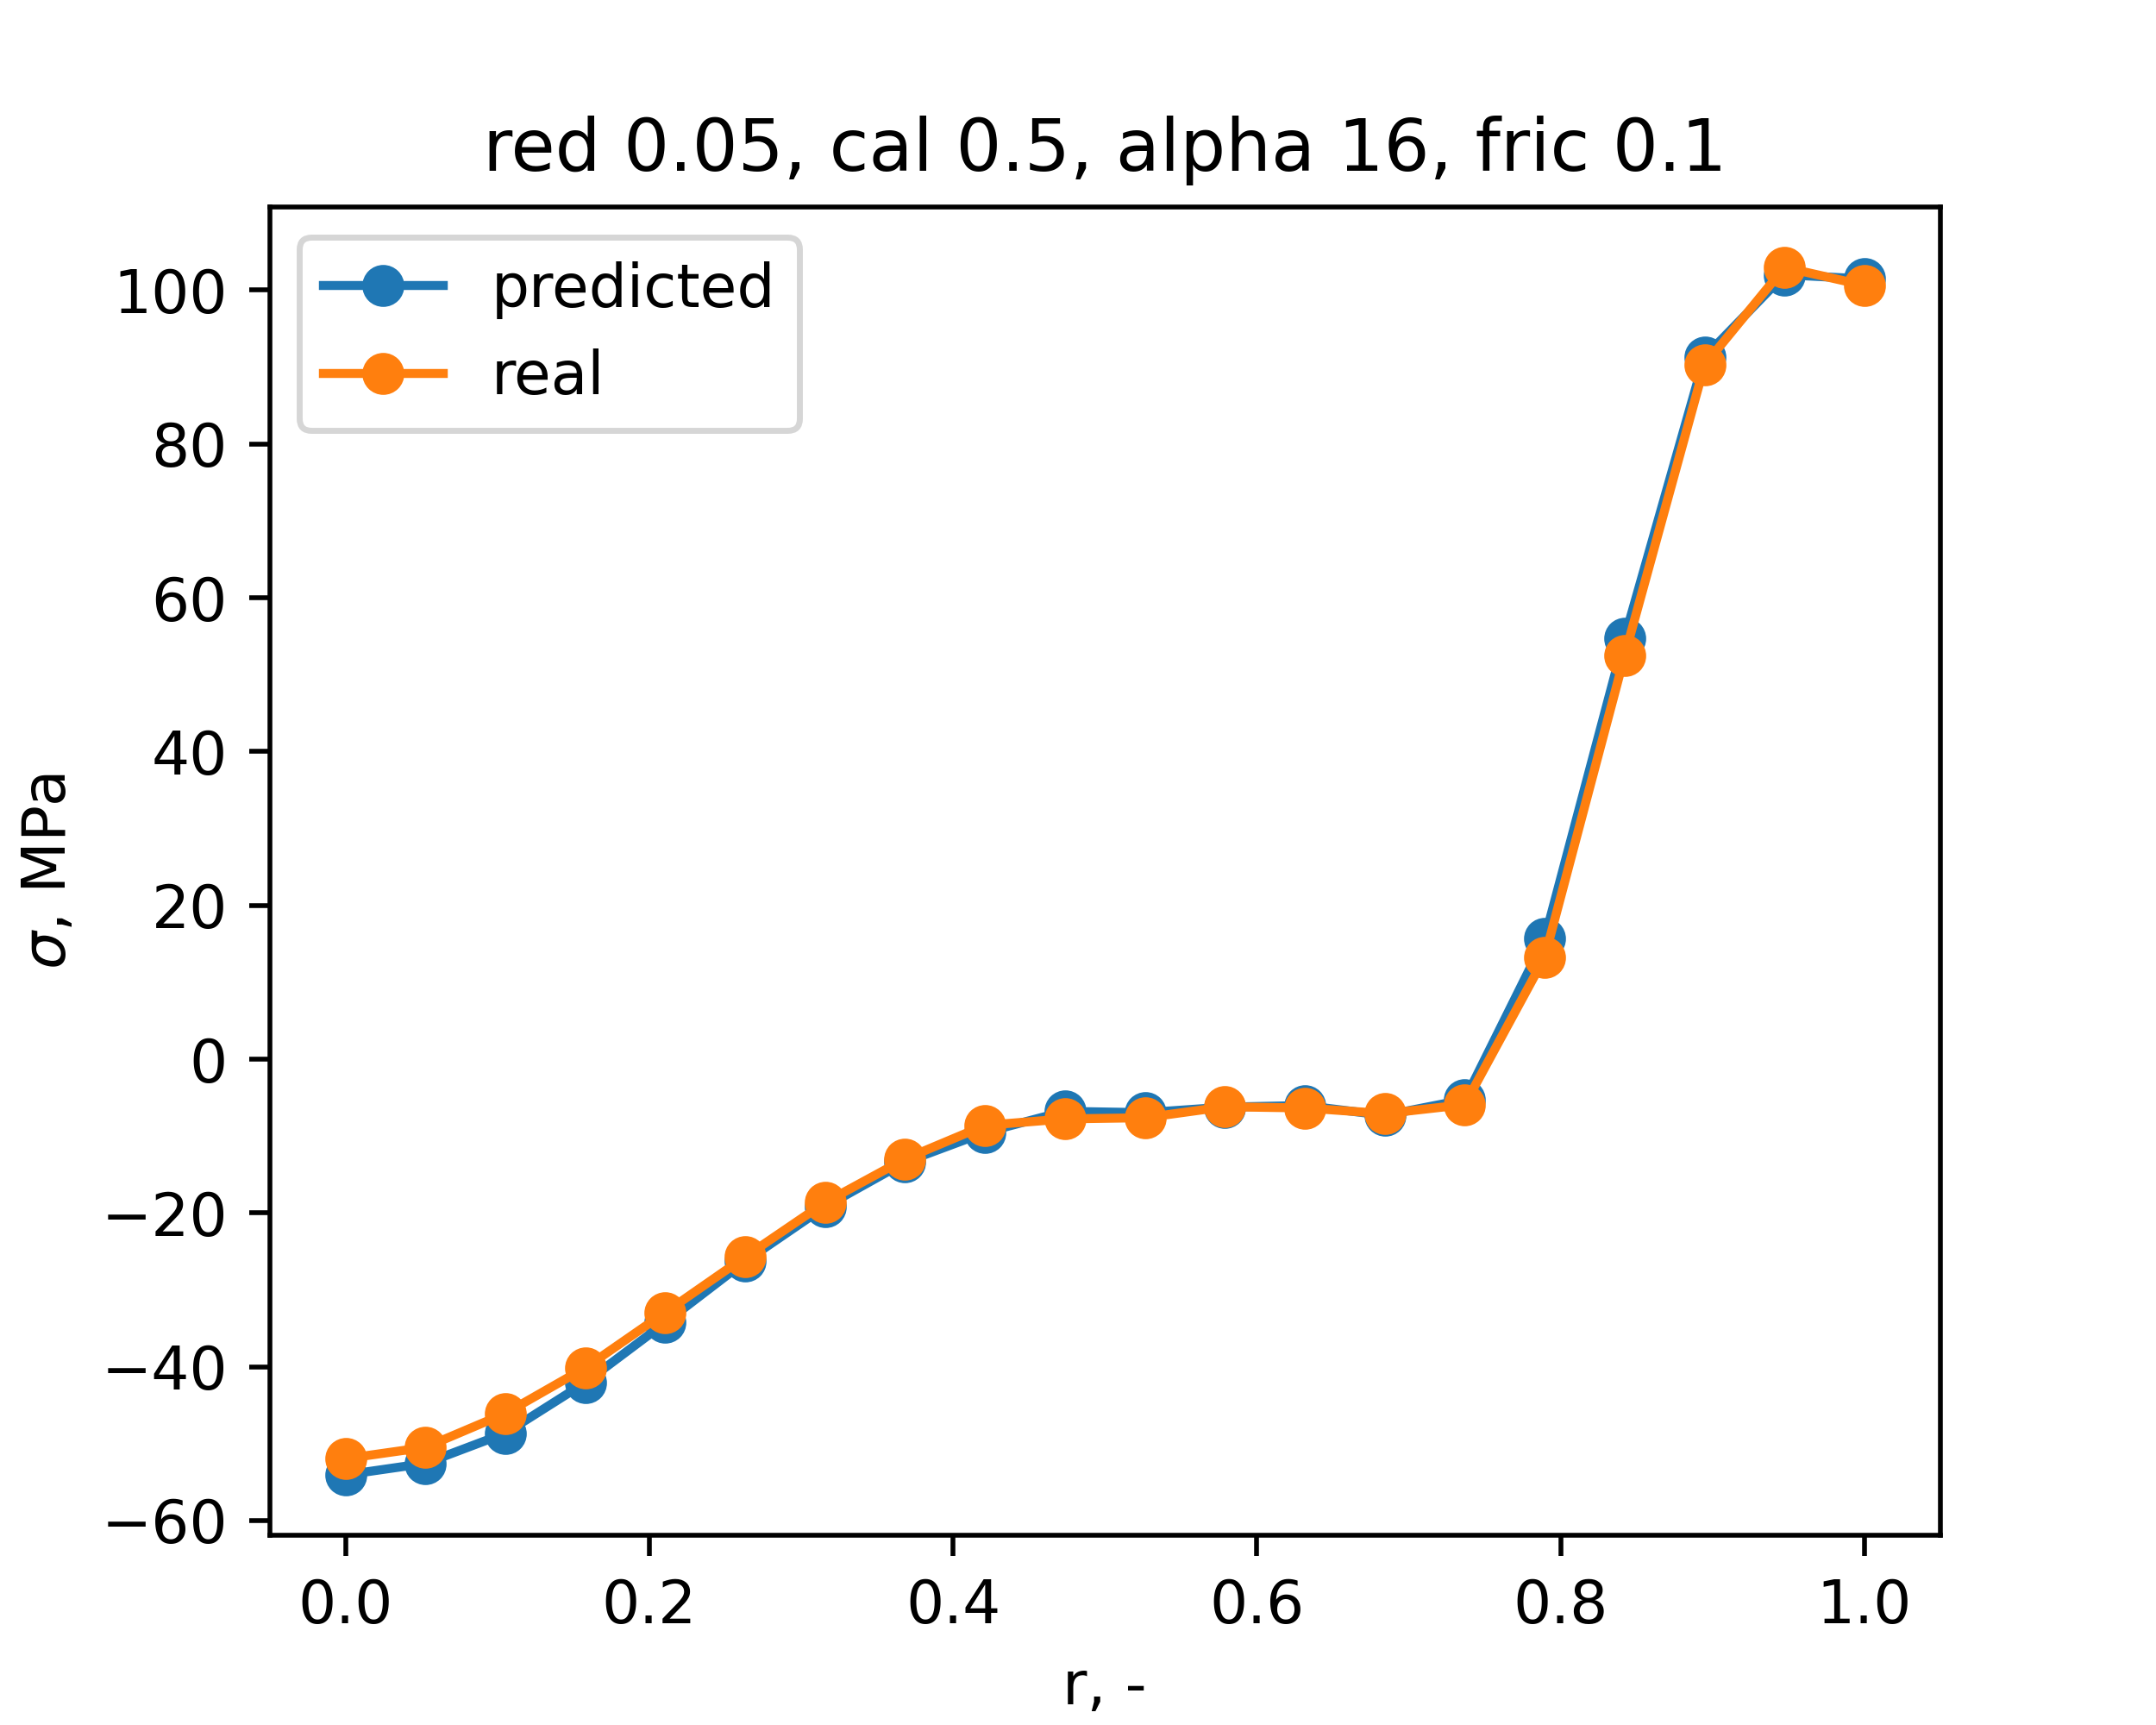 red 0.05, cal 0.5, alpha 16, fric 0.1
predicted
real
100
80
60
40
20
0
−20
−40
−60
σ, MPa
0.0 0.2 0.4 0.6 0.8 1.0
r, -